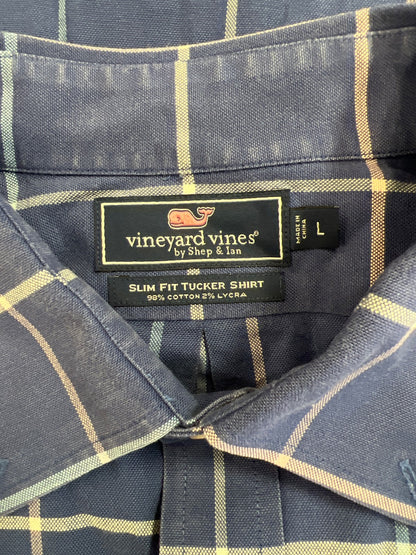 vineyard vines®
by Shep & Ian
MADE IN
CHINA
L
SLIM FIT TUCKER SHIRT
98% COTTON 2% LYCRA